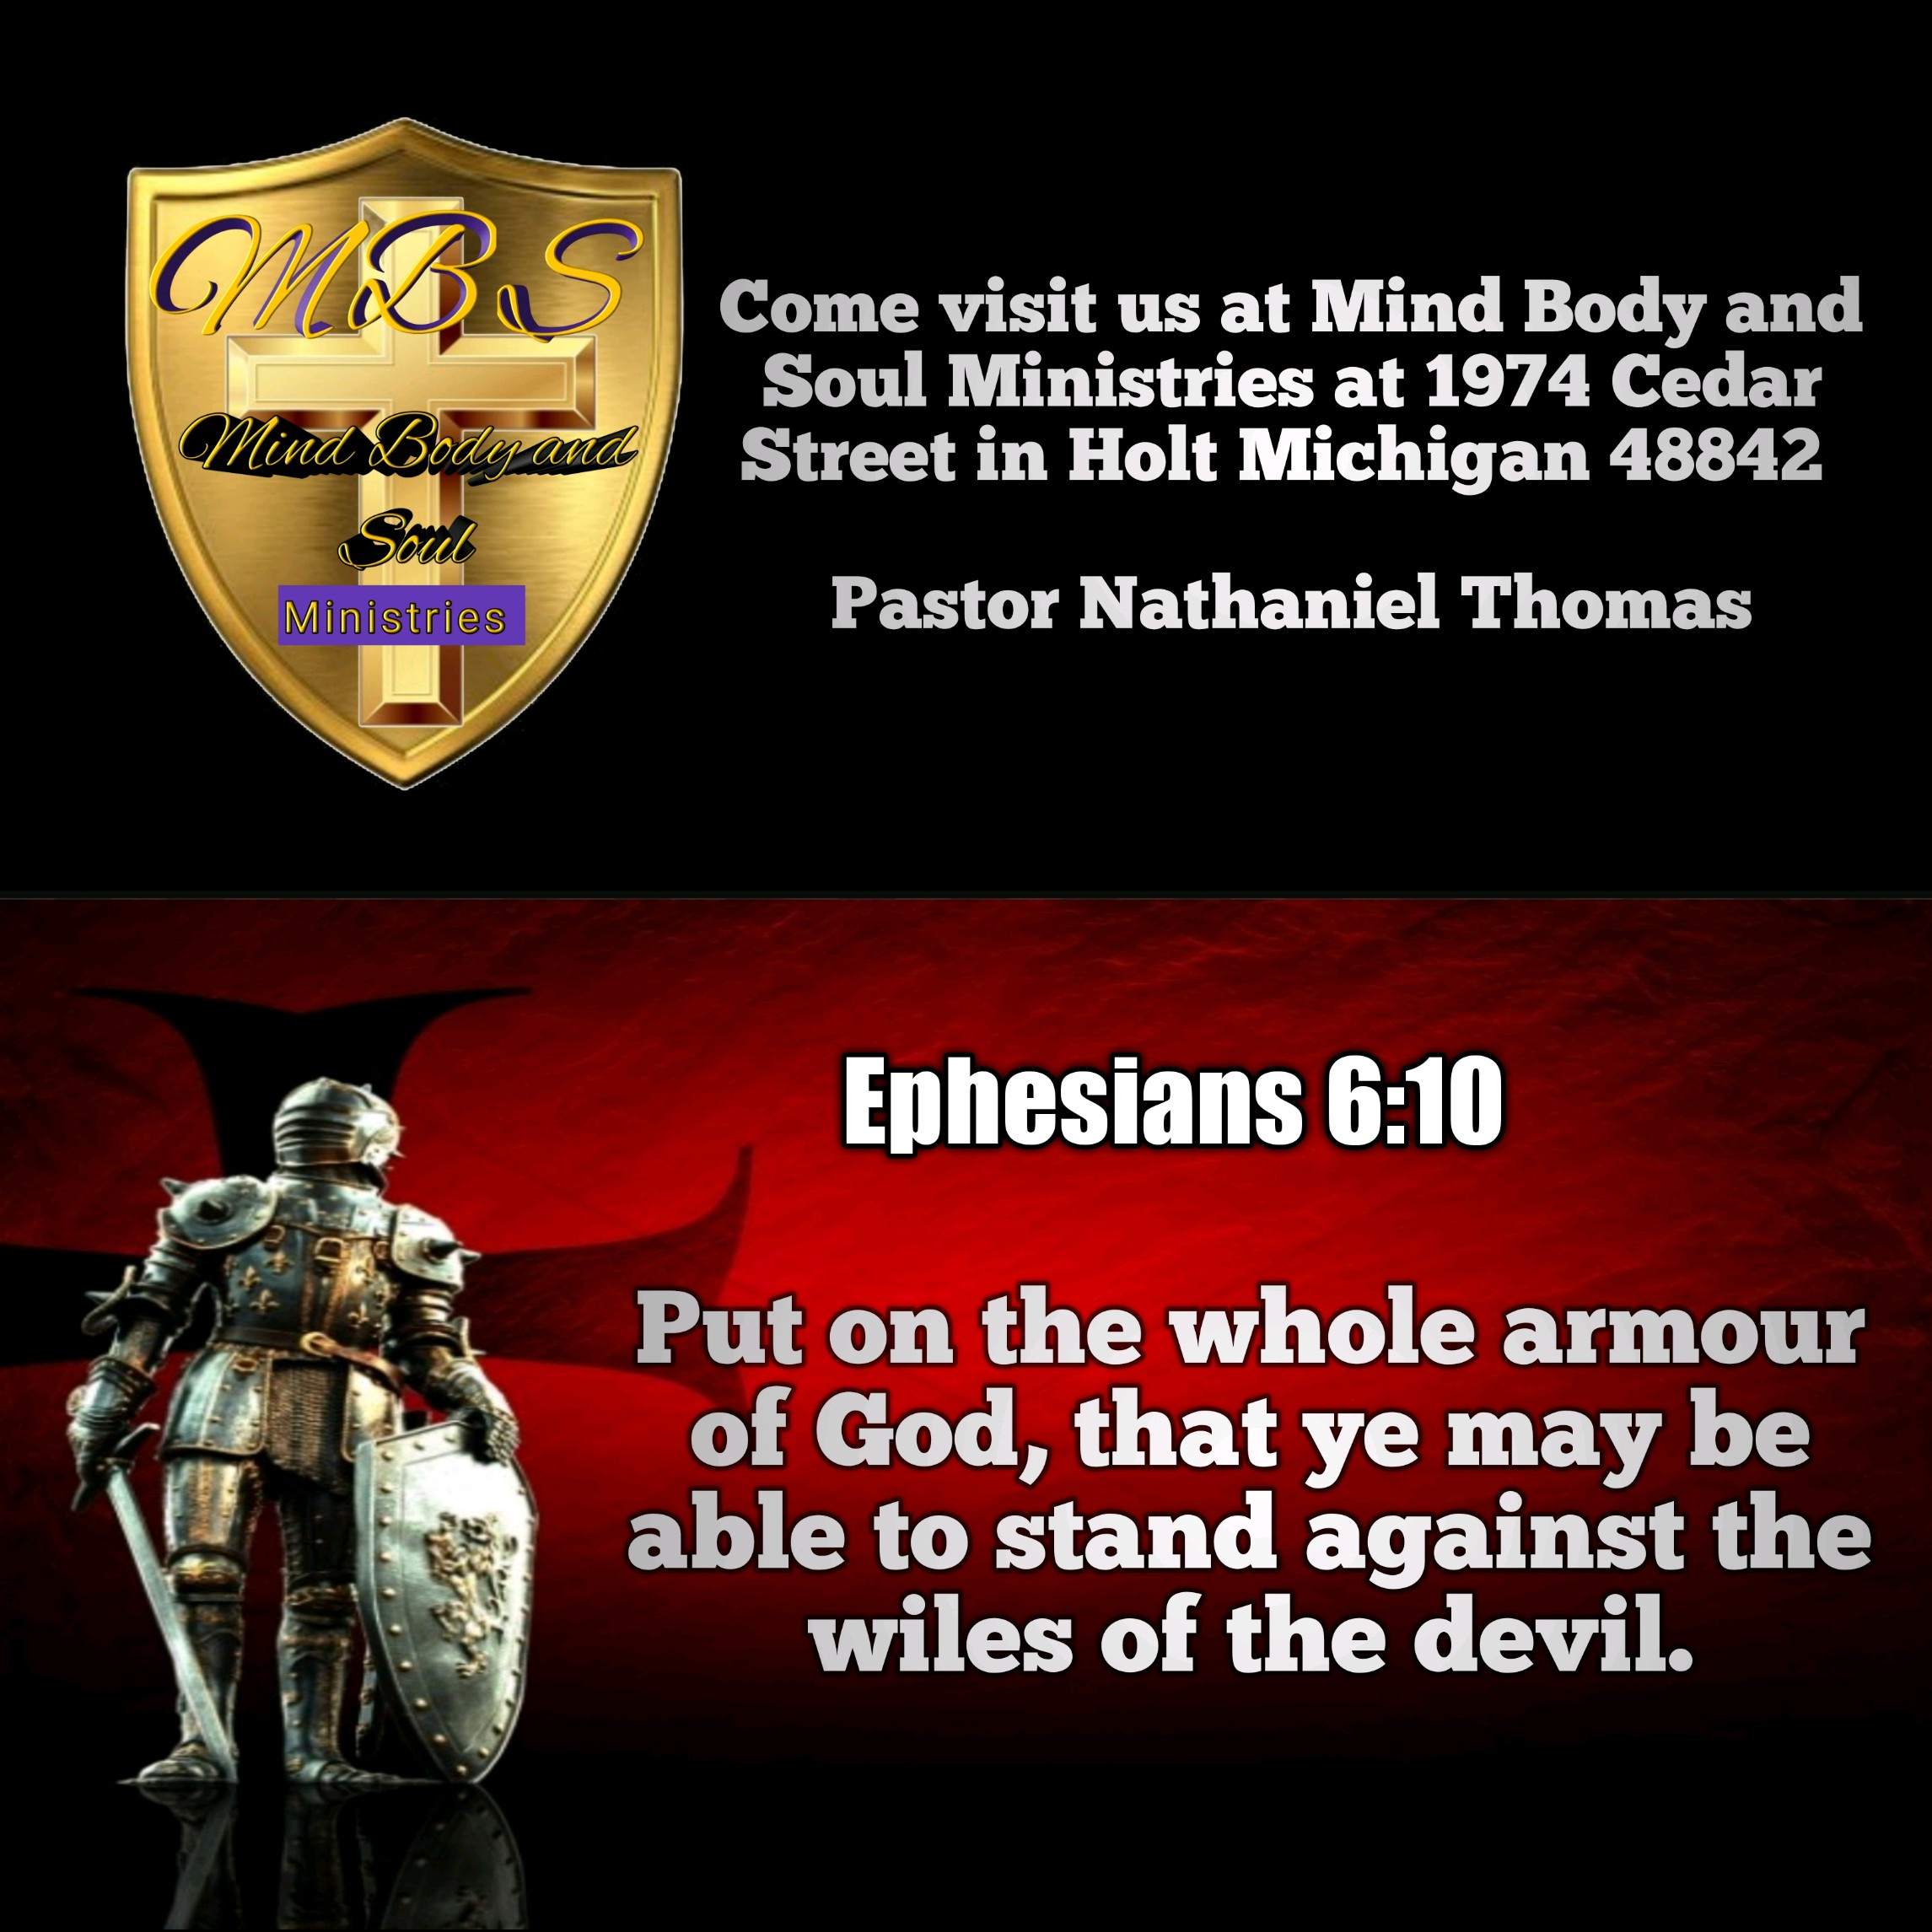 MBS
Mind Body and
Soul
Ministries
Come visit us at Mind Body and
Soul Ministries at 1974 Cedar
Street in Holt Michigan 48842
Pastor Nathaniel Thomas
Ephesians 6:10
Put on the whole armour
of God, that ye may be
able to stand against the
wiles of the devil.